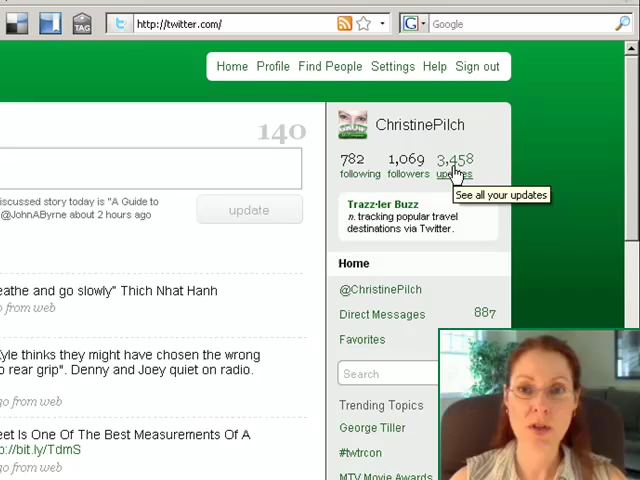 TAG
http://twitter.com/
G
Google
Home Profile Find People Settings Help Sign out
140
ChristinePilch
782 1,069 3,458
following followers updates
See all your updates
iscussed story today is "A Guide to
@JohnAByrne about 2 hours ago
update
Trazz·ler Buzz
n. tracking popular travel
destinations via Twitter.
Home
@ChristinePilch
Direct Messages 887
Favorites
Search
Trending Topics
George Tiller
#twtrcon
MTV Movie Awards
eathe and go slowly" Thich Nhat Hanh
o from web
Kyle thinks they might have chosen the wrong
o rear grip". Denny and Joey quiet on radio.
go from web
eet Is One Of The Best Measurements Of A
p://bit.ly/TdmS
go from web